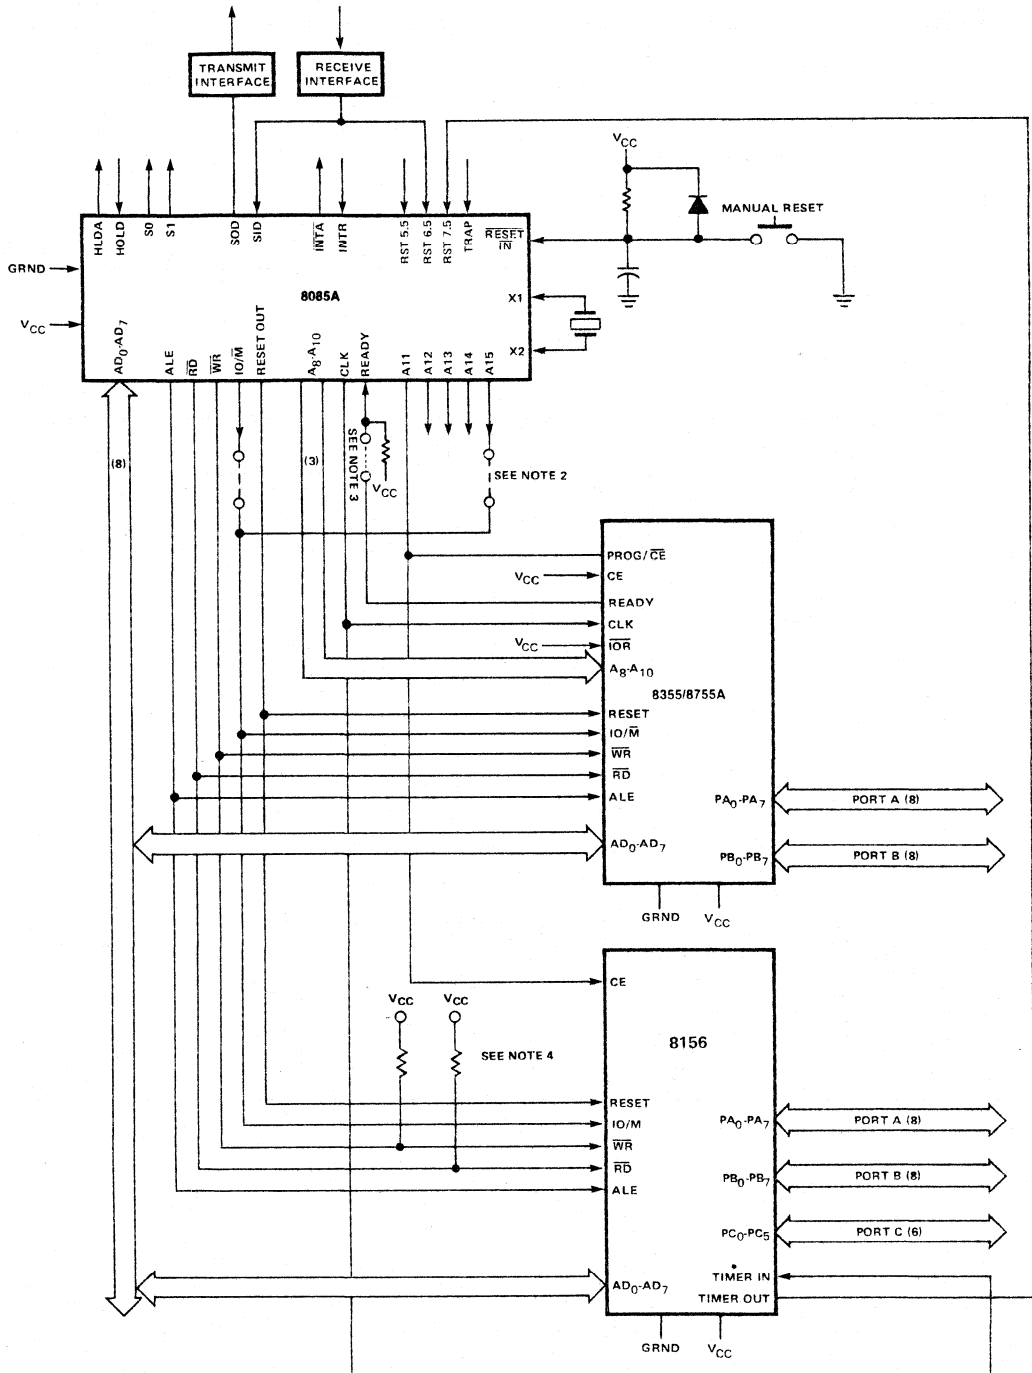 TRANSMIT
INTERFACE
RECEIVE
INTERFACE
VCC
MANUAL RESET
HLDA
HOLD
S0
S1
SOD
SID
INTA
INTR
RST 5.5
RST 6.5
RST 7.5
TRAP
RESET
IN
GRND
8085A
X1
VCC
X2
AD0-AD7
ALE
RD
WR
IO/M
RESET OUT
A8-A10
CLK
READY
A11
A12
A13
A14
A15
(8)
(3)
SEE NOTE 3
VCC
SEE NOTE 2
PROG/CE
VCC
CE
READY
CLK
VCC
IOR
A8-A10
8355/8755A
RESET
IO/M
WR
RD
ALE
PA0-PA7
PORT A (8)
AD0-AD7
PB0-PB7
PORT B (8)
GRND
VCC
CE
VCC
VCC
8156
SEE NOTE 4
RESET
IO/M
PA0-PA7
PORT A (8)
WR
RD
PB0-PB7
PORT B (8)
ALE
PC0-PC5
PORT C (6)
TIMER IN
AD0-AD7
TIMER OUT
GRND
VCC